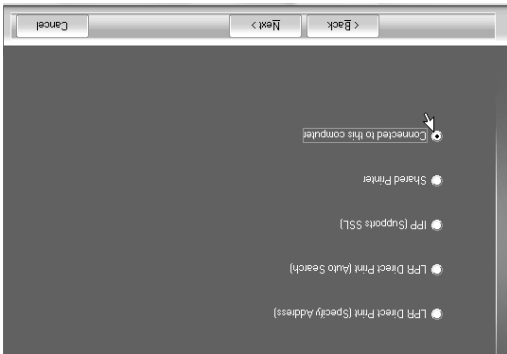 LPR Direct Print (Specify Address)
LPR Direct Print (Auto Search)
IPP (Supports SSL)
Shared Printer
Connected to this computer
< Back
Next >
Cancel